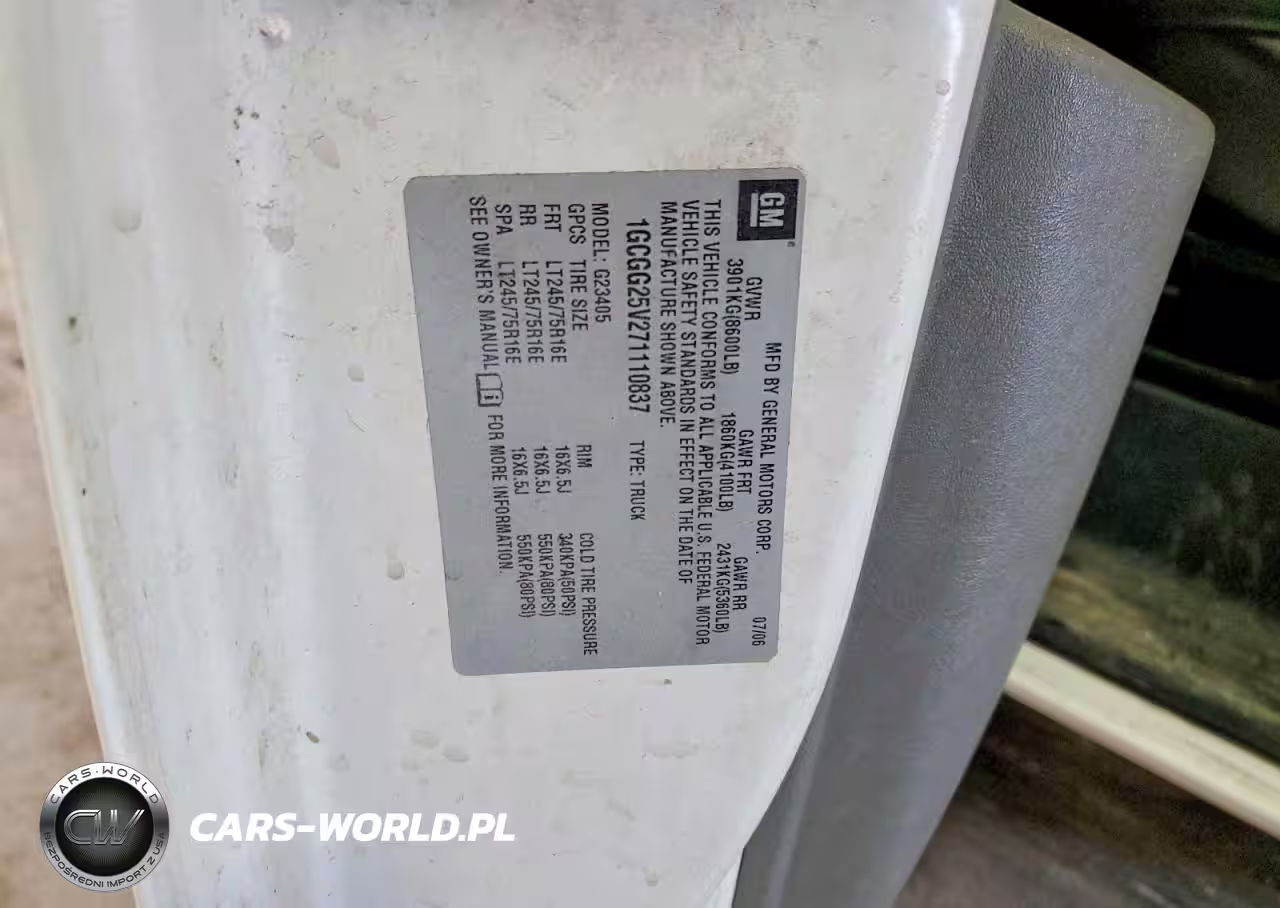 GM
MFD BY GENERAL MOTORS CORP. 07/06
GVWR GAWR FRT GAWR RR
3901KG(8600LB) 1860KG(4100LB) 2431KG(5360LB)
THIS VEHICLE CONFORMS TO ALL APPLICABLE U.S. FEDERAL MOTOR
VEHICLE SAFETY STANDARDS IN EFFECT ON THE DATE OF
MANUFACTURE SHOWN ABOVE.
1GCGG25V271110837 TYPE: TRUCK
MODEL: G23405
GPCS TIRE SIZE RIM COLD TIRE PRESSURE
FRT LT245/75R16E 16X6.5J 340KPA(50PSI)
RR LT245/75R16E 16X6.5J 550KPA(80PSI)
SPA LT245/75R16E 16X6.5J 550KPA(80PSI)
SEE OWNER'S MANUAL FOR MORE INFORMATION.
CARS-WORLD
CW
BEZPOŚREDNI IMPORT Z USA
CARS-WORLD.PL